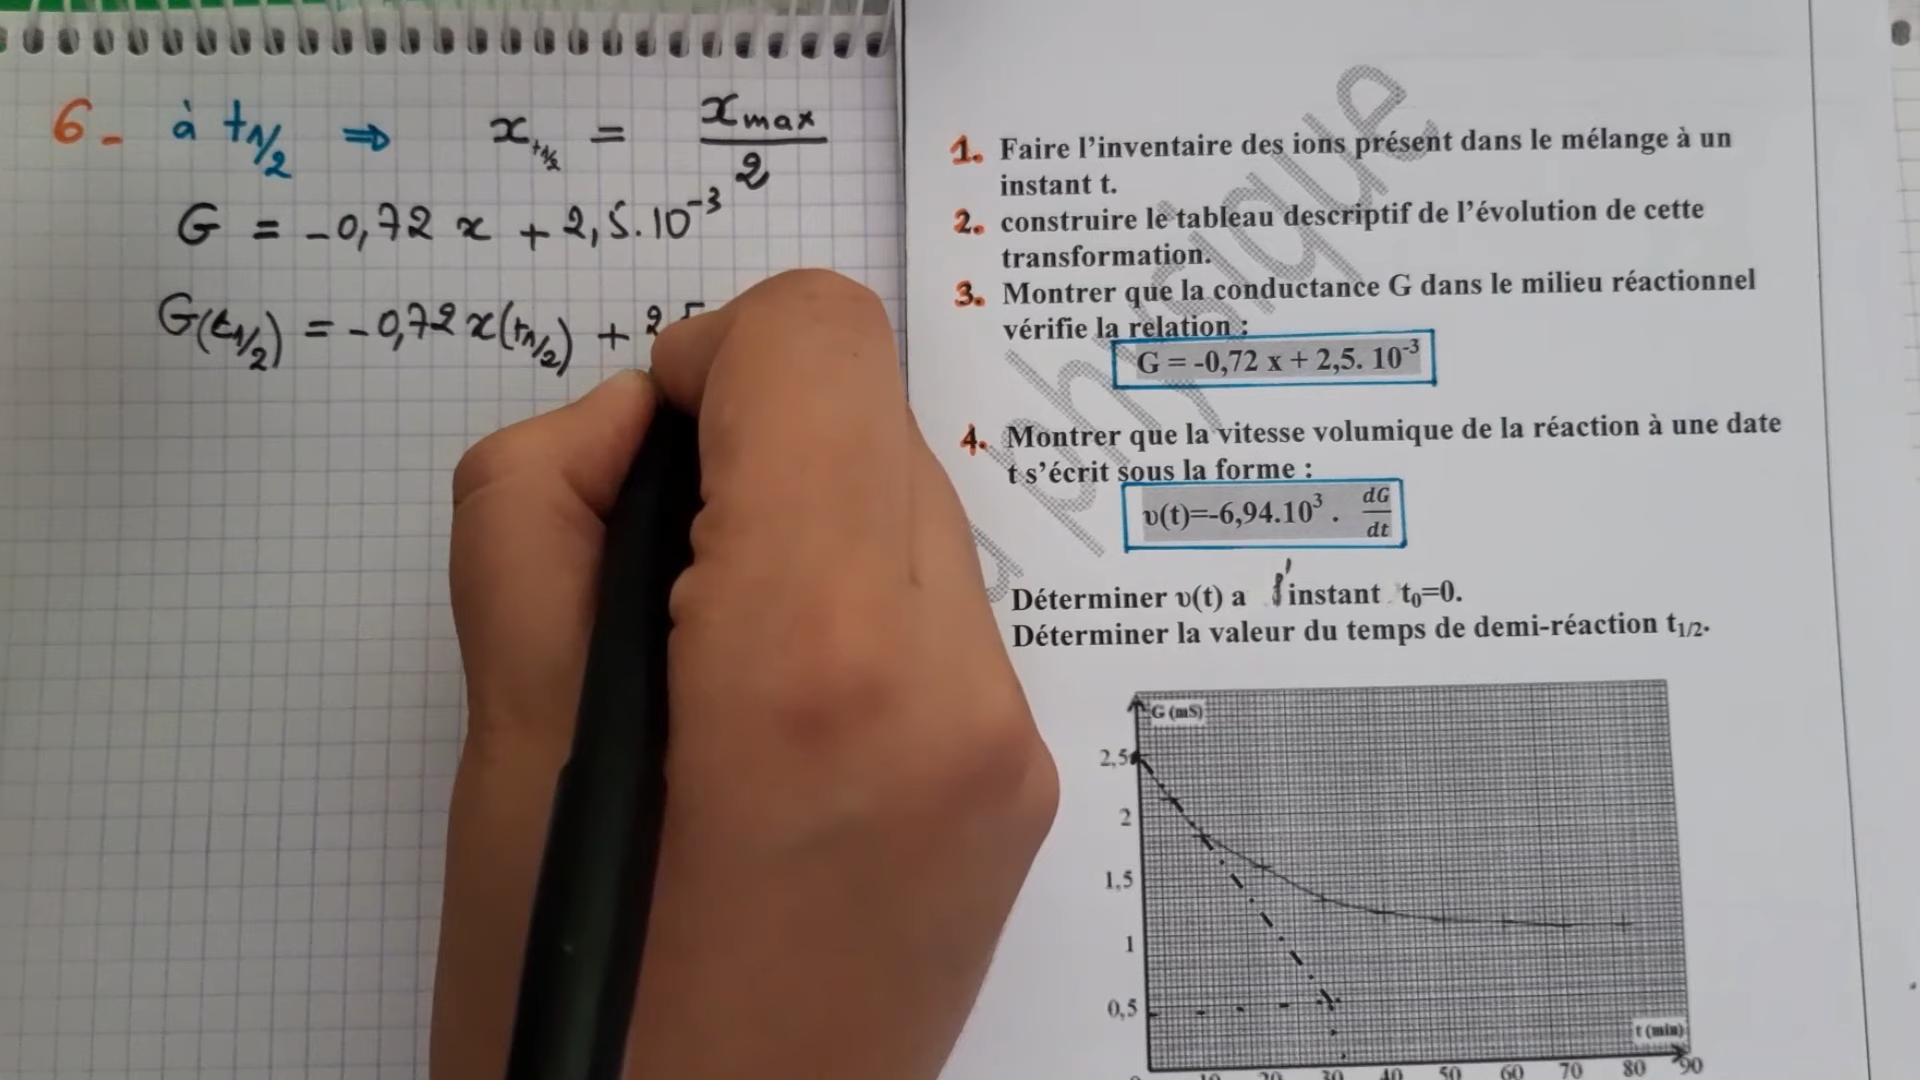 6- à t1/2 ⇒ x t1/2 = xmax/2
G = -0,72 x + 2,5.10⁻³
G(t1/2) = -0,72 x(t1/2) + 2,5
1. Faire l'inventaire des ions présent dans le mélange à un
instant t.
2. construire le tableau descriptif de l'évolution de cette
transformation.
3. Montrer que la conductance G dans le milieu réactionnel
vérifie la relation :
G = -0,72 x + 2,5. 10⁻³
4. Montrer que la vitesse volumique de la réaction à une date
t s'écrit sous la forme :
υ(t)=-6,94.10³ . dG/dt
Déterminer υ(t) a l'instant t₀=0.
Déterminer la valeur du temps de demi-réaction t1/2.
G (mS)
2,5
2
1,5
1
0,5
t (min)
10 20 30 40 50 60 70 80 90
physique